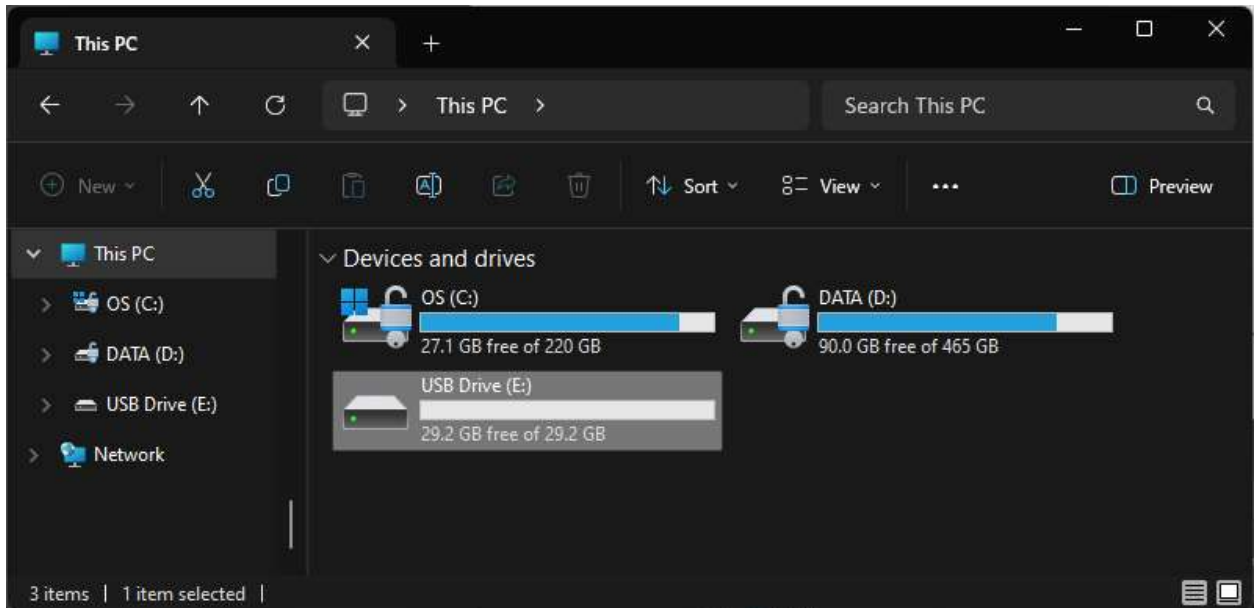 This PC
This PC
Search This PC
New
Sort
View
Preview
This PC
OS (C:)
DATA (D:)
USB Drive (E:)
Network
Devices and drives
OS (C:)
27.1 GB free of 220 GB
DATA (D:)
90.0 GB free of 465 GB
USB Drive (E:)
29.2 GB free of 29.2 GB
3 items | 1 item selected |